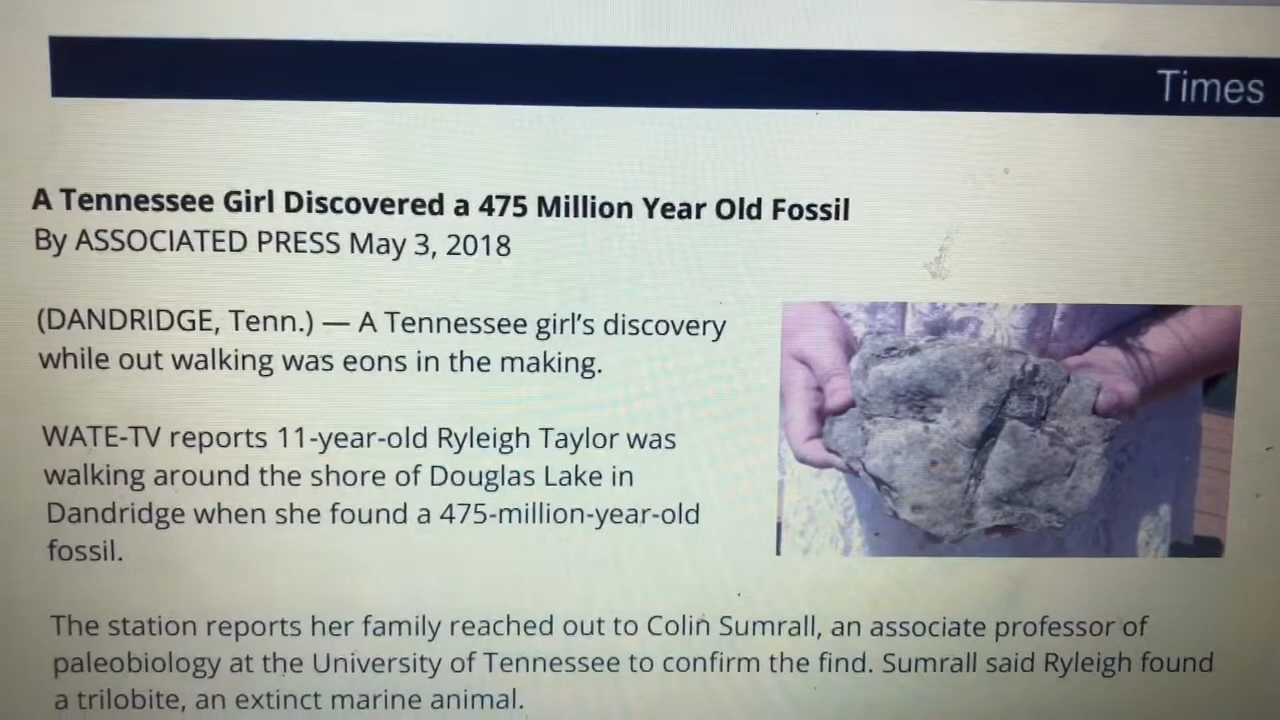 Times
A Tennessee Girl Discovered a 475 Million Year Old Fossil
By ASSOCIATED PRESS May 3, 2018
(DANDRIDGE, Tenn.) — A Tennessee girl's discovery
while out walking was eons in the making.
WATE-TV reports 11-year-old Ryleigh Taylor was
walking around the shore of Douglas Lake in
Dandridge when she found a 475-million-year-old
fossil.
The station reports her family reached out to Colin Sumrall, an associate professor of
paleobiology at the University of Tennessee to confirm the find. Sumrall said Ryleigh found
a trilobite, an extinct marine animal.